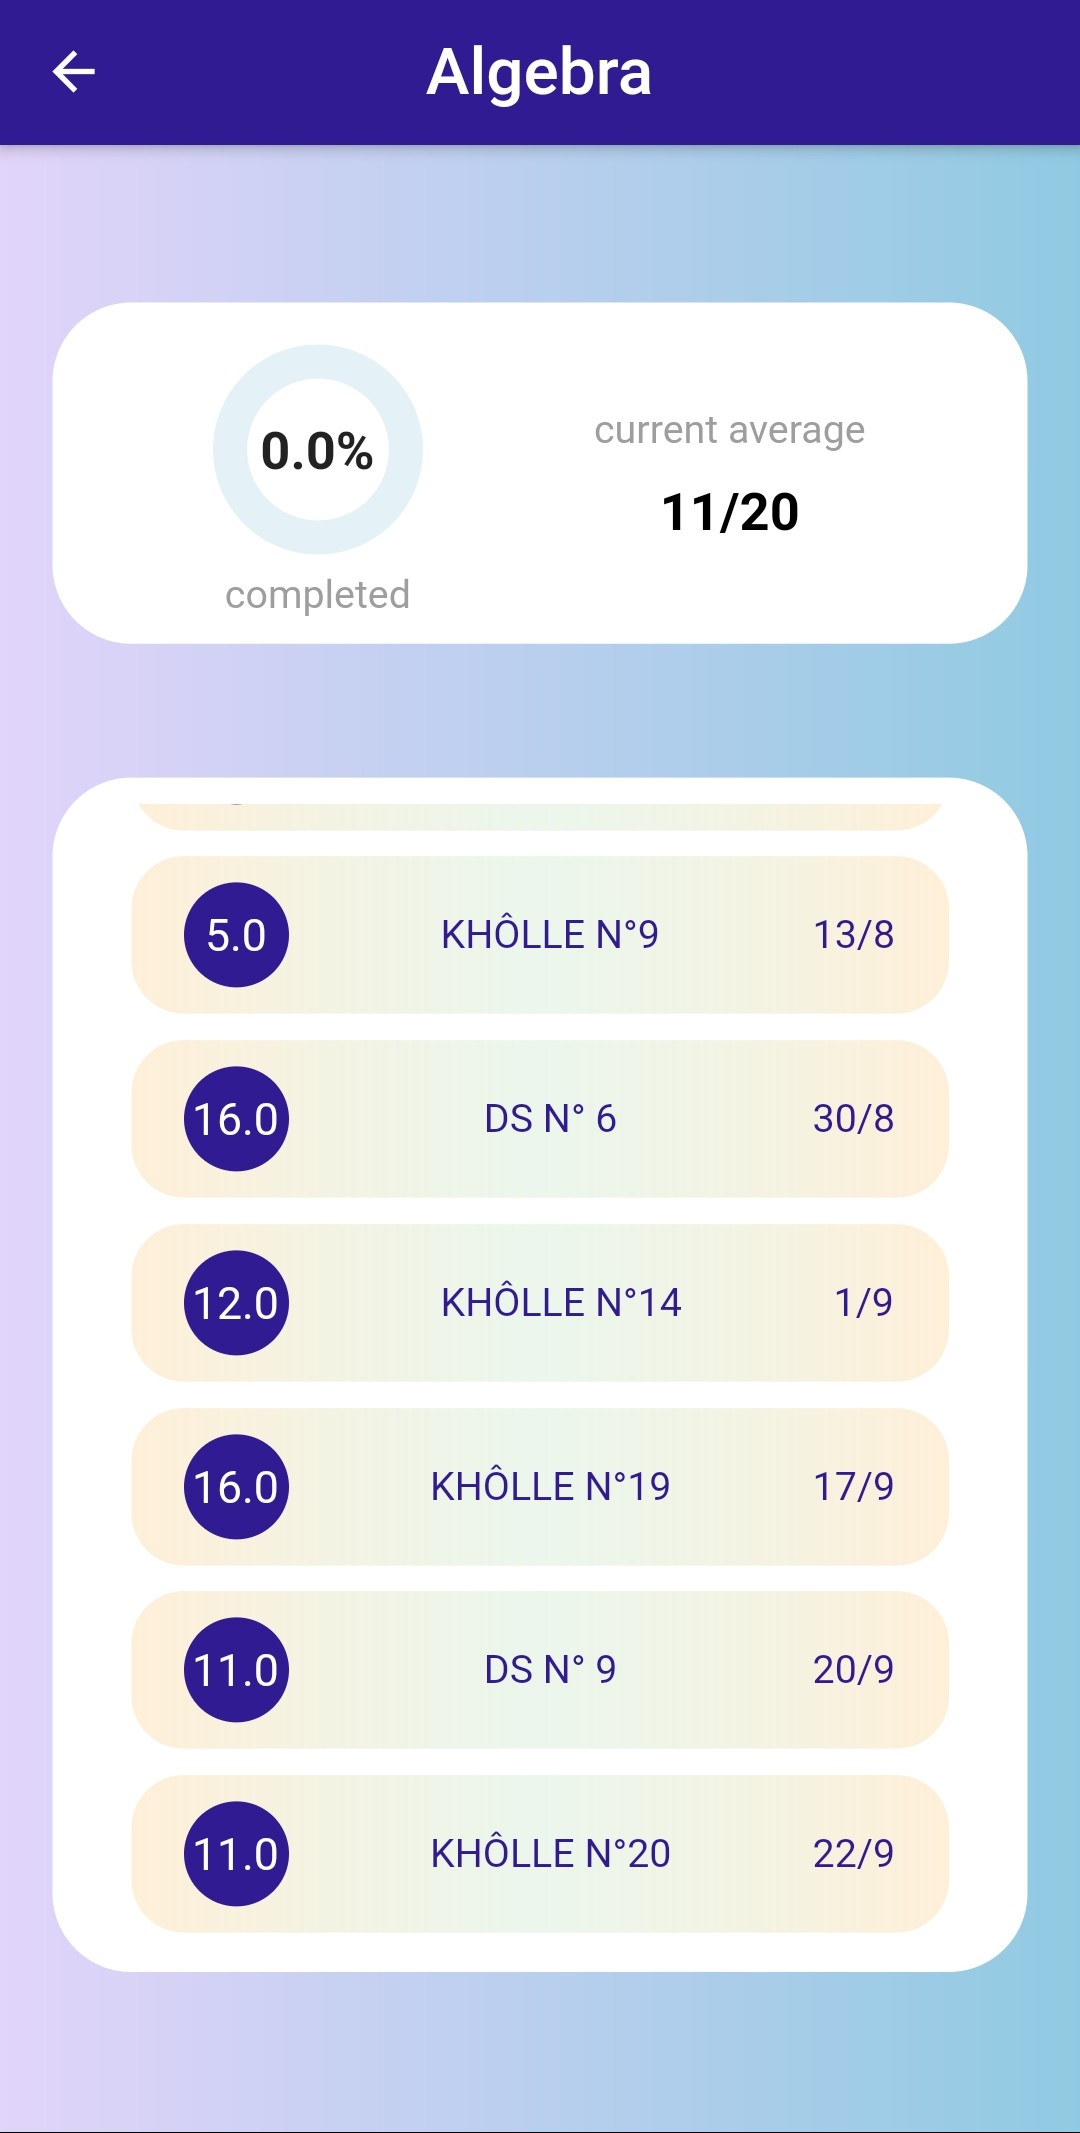 Algebra
0.0%
completed
current average
11/20
5.0 KHÔLLE N°9 13/8
16.0 DS N° 6 30/8
12.0 KHÔLLE N°14 1/9
16.0 KHÔLLE N°19 17/9
11.0 DS N° 9 20/9
11.0 KHÔLLE N°20 22/9